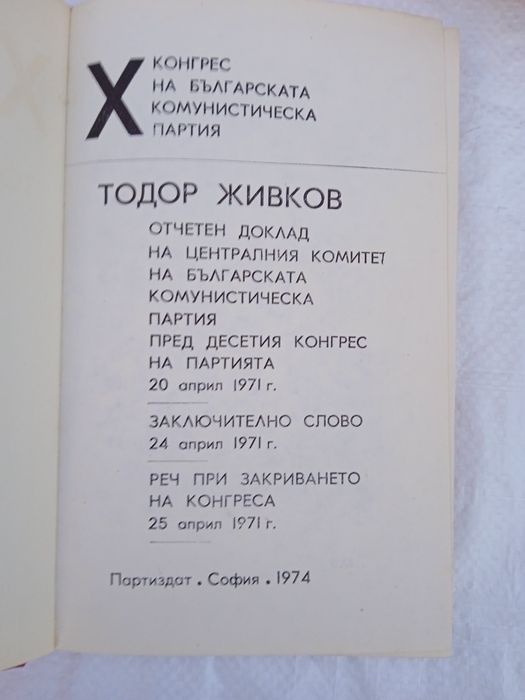 X
КОНГРЕС
НА БЪЛГАРСКАТА
КОМУНИСТИЧЕСКА
ПАРТИЯ
ТОДОР ЖИВКОВ
ОТЧЕТЕН ДОКЛАД
НА ЦЕНТРАЛНИЯ КОМИТЕТ
НА БЪЛГАРСКАТА
КОМУНИСТИЧЕСКА
ПАРТИЯ
ПРЕД ДЕСЕТИЯ КОНГРЕС
НА ПАРТИЯТА
20 април 1971 г.
ЗАКЛЮЧИТЕЛНО СЛОВО
24 април 1971 г.
РЕЧ ПРИ ЗАКРИВАНЕТО
НА КОНГРЕСА
25 април 1971 г.
Партиздат • София • 1974